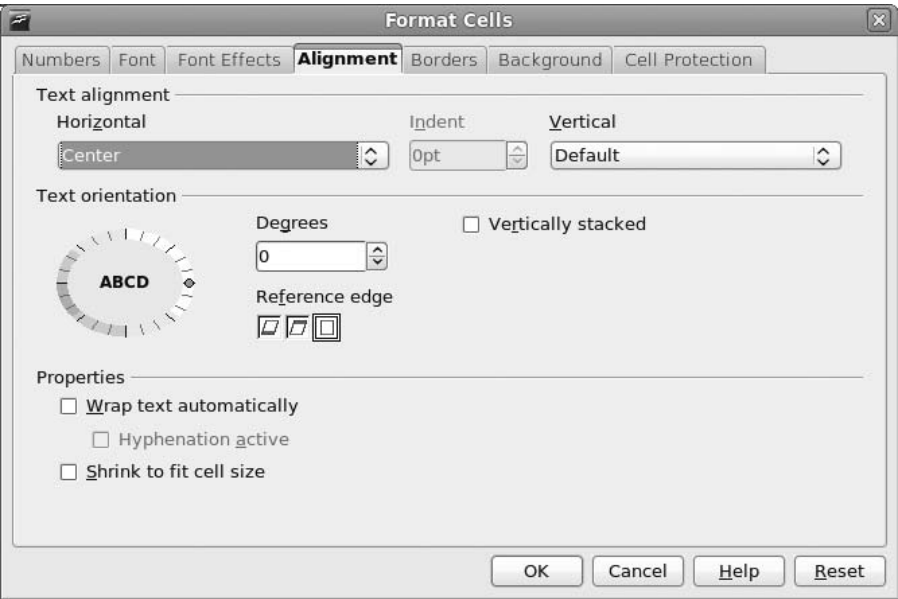 Format Cells
Numbers Font Font Effects Alignment Borders Background Cell Protection
Text alignment
Horizontal Indent Vertical
Center 0pt Default
Text orientation
Degrees Vertically stacked
0
ABCD
Reference edge
Properties
Wrap text automatically
Hyphenation active
Shrink to fit cell size
OK Cancel Help Reset